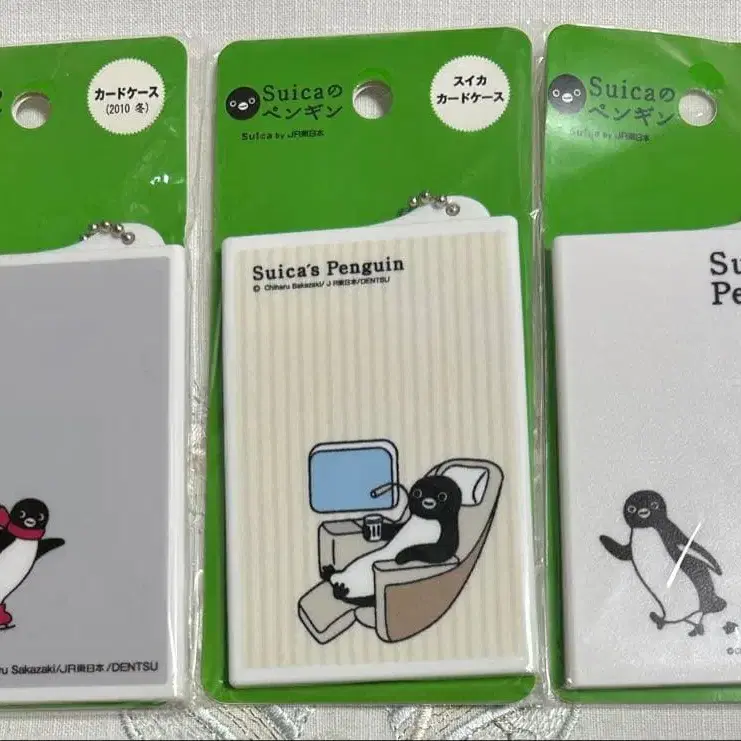 カードケース
(2010 冬)
Sakazaki/JR東日本/DENTSU
Suicaの
ペンギン
Suica by JR東日本
スイカ
カードケース
Suica's Penguin
© Chiharu Sakazaki/JR東日本/DENTSU
Suicaの
ペンギン
Suica by JR東日本
Su
Pe